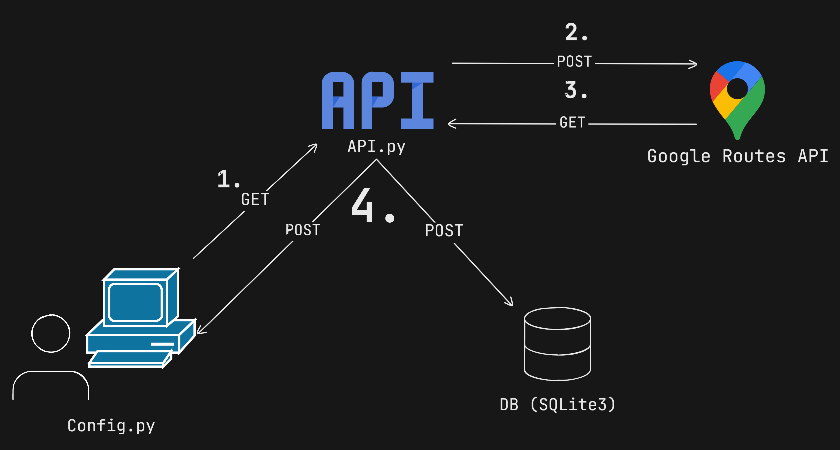 2.
POST
3.
GET
API
API.py
Google Routes API
1.
GET
4.
POST
POST
DB (SQLite3)
Config.py